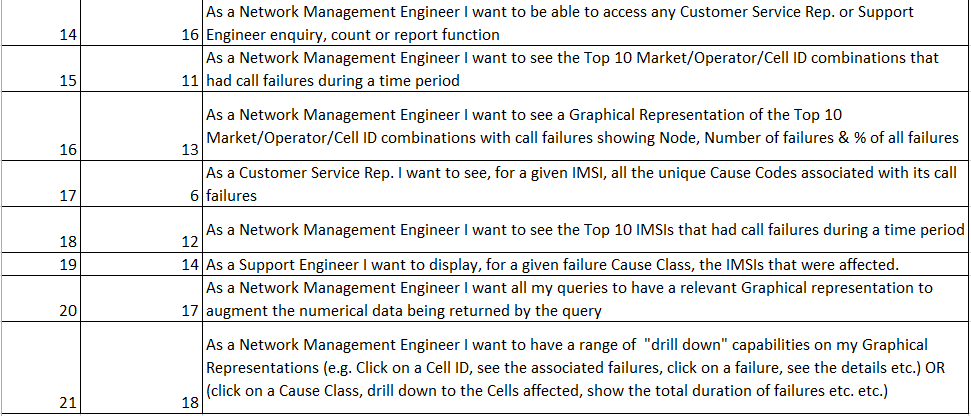 As a Network Management Engineer I want to be able to access any Customer Service Rep. or Support
14 16 Engineer enquiry, count or report function
As a Network Management Engineer I want to see the Top 10 Market/Operator/Cell ID combinations that
15 11 had call failures during a time period
As a Network Management Engineer I want to see a Graphical Representation of the Top 10
Market/Operator/Cell ID combinations with call failures showing Node, Number of failures & % of all failures
16 13
As a Customer Service Rep. I want to see, for a given IMSI, all the unique Cause Codes associated with its call
17 6 failures
As a Network Management Engineer I want to see the Top 10 IMSIs that had call failures during a time period
18 12
19 14 As a Support Engineer I want to display, for a given failure Cause Class, the IMSIs that were affected.
As a Network Management Engineer I want all my queries to have a relevant Graphical representation to
20 17 augment the numerical data being returned by the query
As a Network Management Engineer I want to have a range of  "drill down" capabilities on my Graphical
Representations (e.g. Click on a Cell ID, see the associated failures, click on a failure, see the details etc.) OR
(click on a Cause Class, drill down to the Cells affected, show the total duration of failures etc. etc.)
21 18